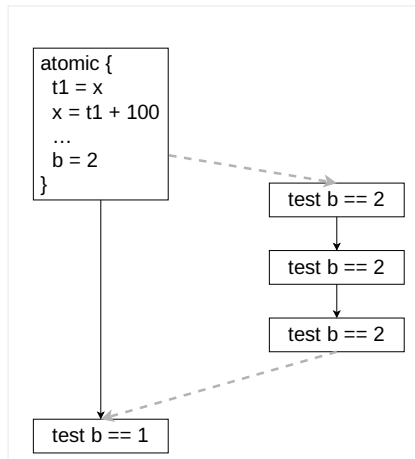 atomic {
t1 = x
x = t1 + 100
…
b = 2
}
test b == 2
test b == 2
test b == 2
test b == 1